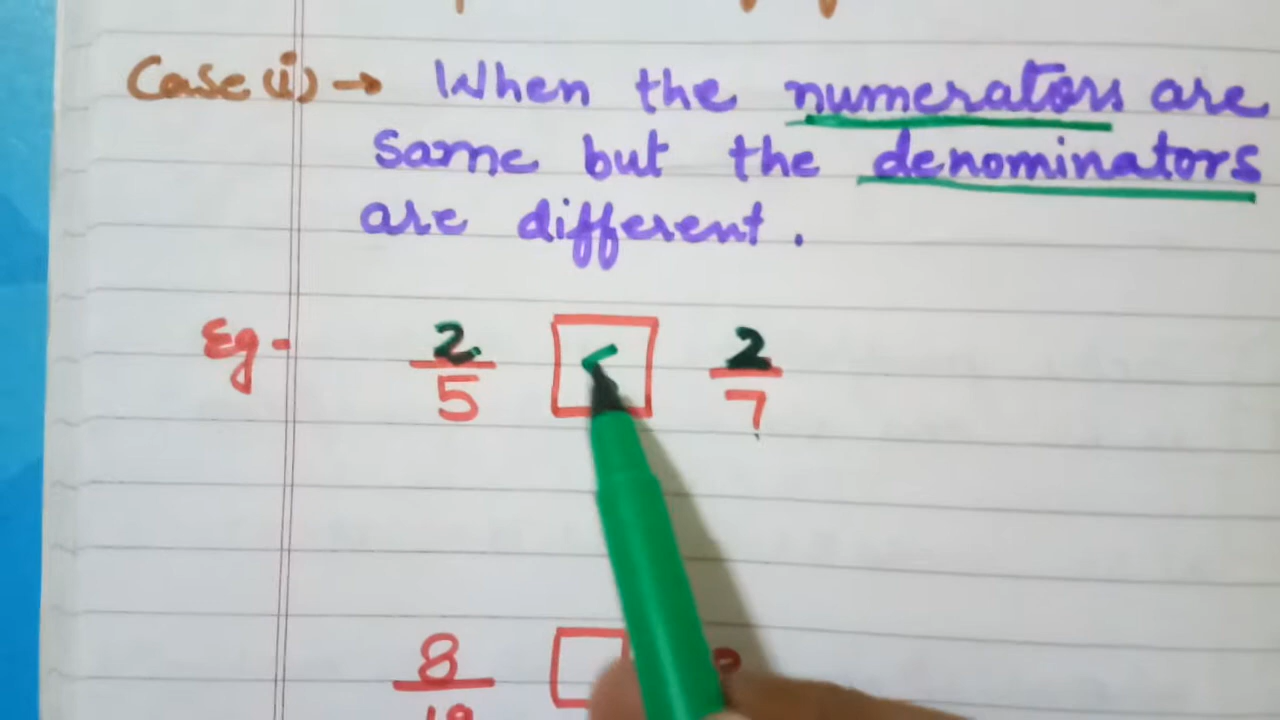 Case (i) → When the numerators are
same but the denominators
are different.
Eg- 2/5 < 2/7
8